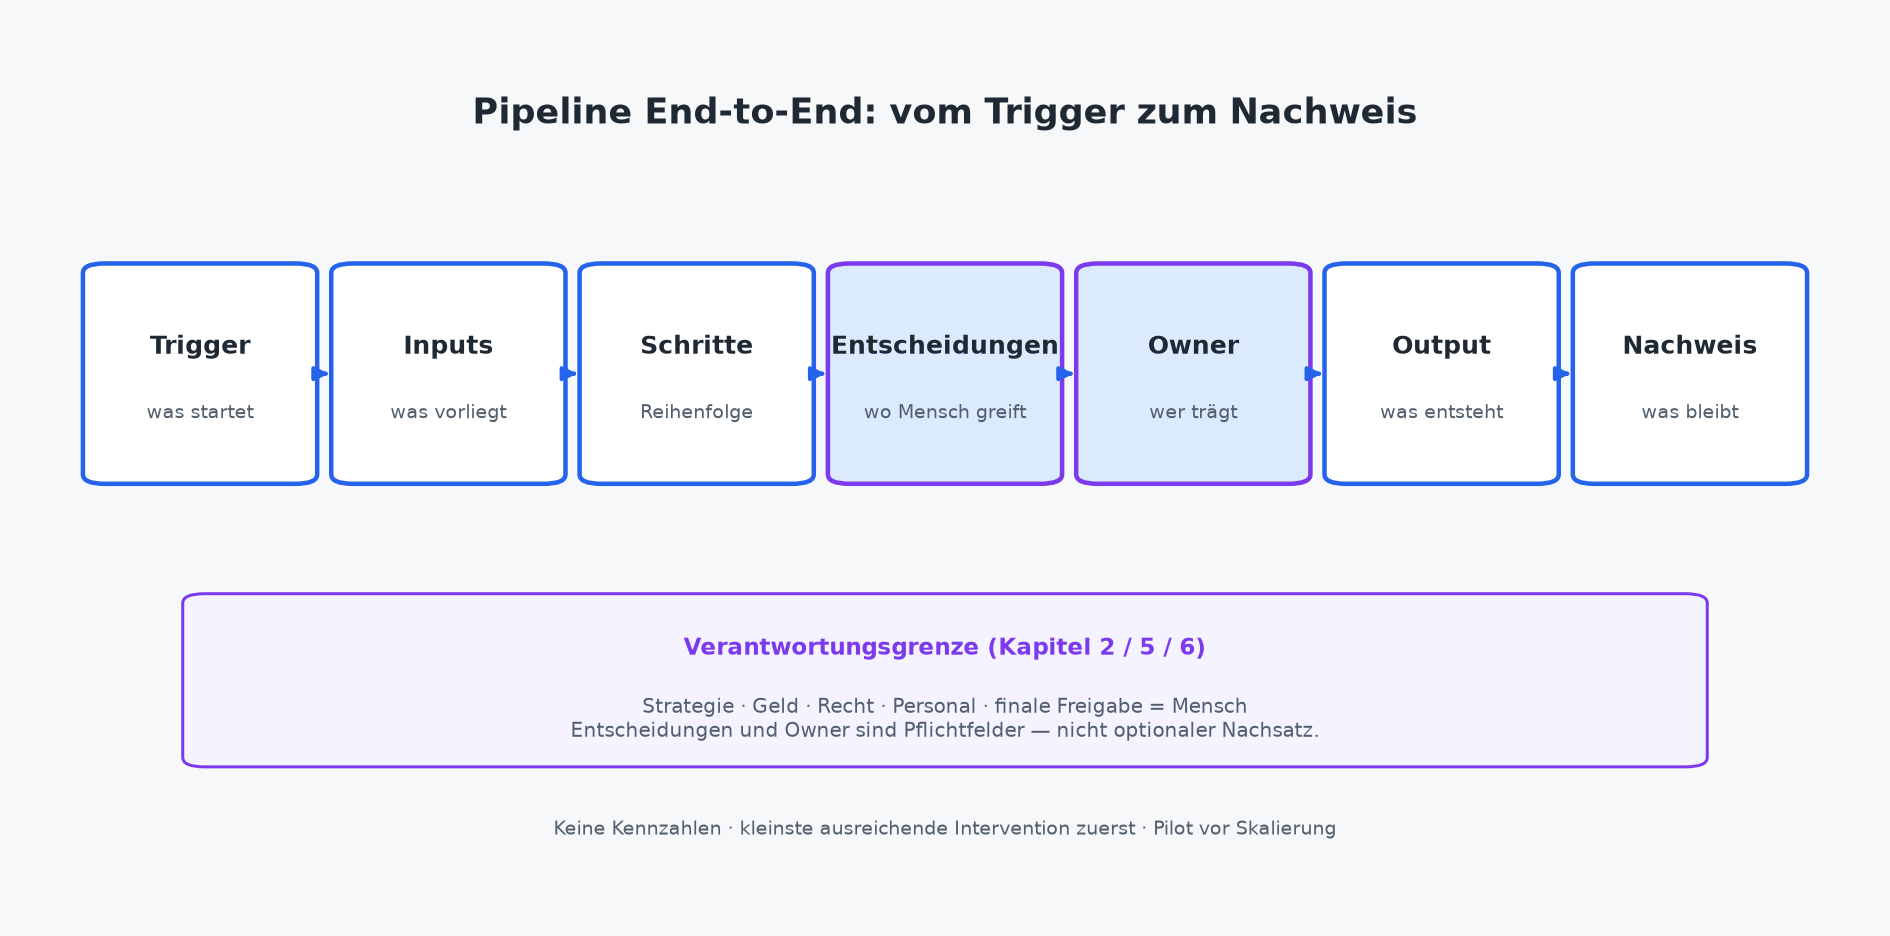 Pipeline End-to-End: vom Trigger zum Nachweis
Trigger
was startet
Inputs
was vorliegt
Schritte
Reihenfolge
Entscheidungen
wo Mensch greift
Owner
wer trägt
Output
was entsteht
Nachweis
was bleibt
Verantwortungsgrenze (Kapitel 2 / 5 / 6)
Strategie · Geld · Recht · Personal · finale Freigabe = Mensch
Entscheidungen und Owner sind Pflichtfelder — nicht optionaler Nachsatz.
Keine Kennzahlen · kleinste ausreichende Intervention zuerst · Pilot vor Skalierung